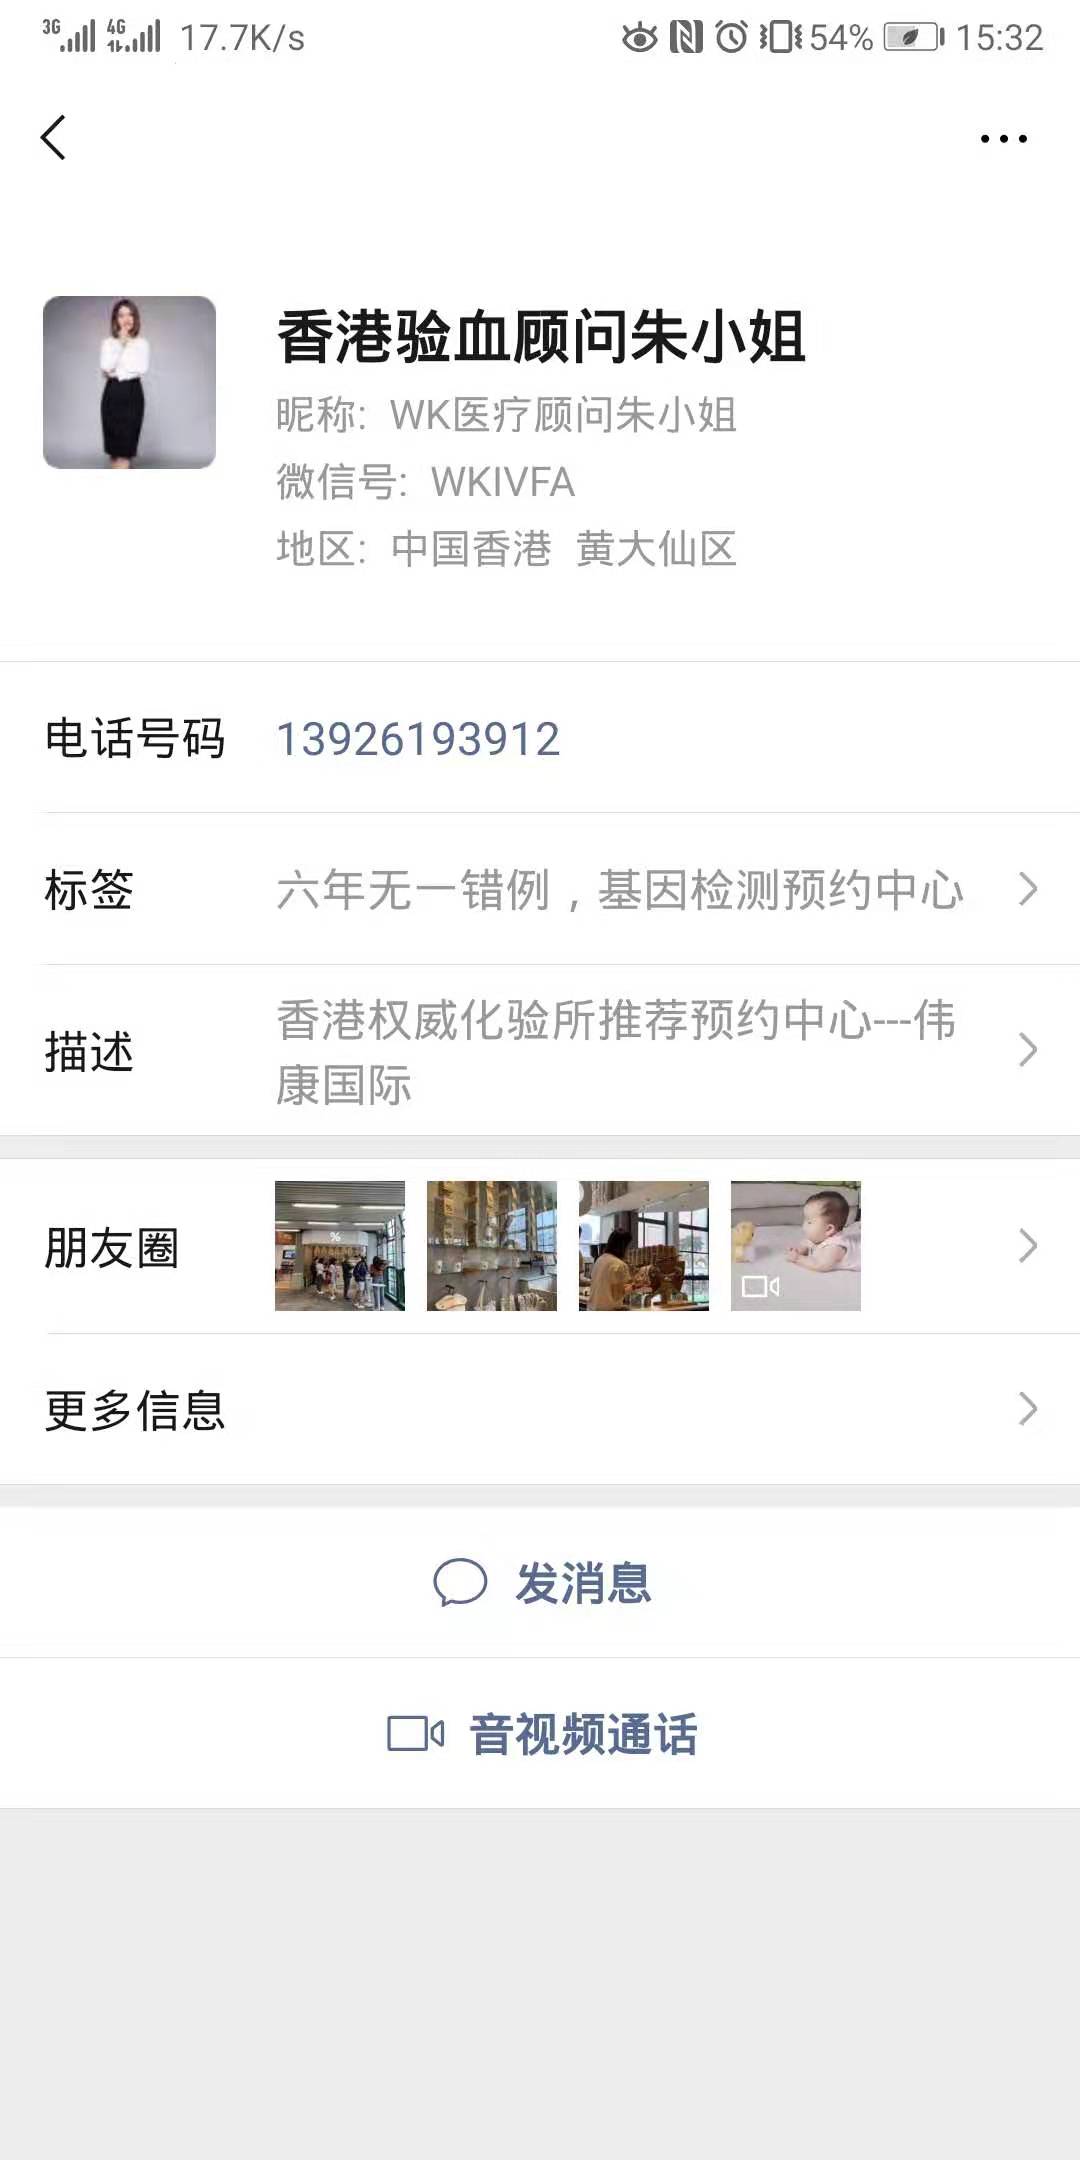 3G 4G 17.7K/s 54% 15:32
香港验血顾问朱小姐
昵称: WK医疗顾问朱小姐
微信号: WKIVFA
地区: 中国香港 黄大仙区
电话号码 13926193912
标签 六年无一错例，基因检测预约中心
描述 香港权威化验所推荐预约中心---伟
康国际
朋友圈
%
更多信息
发消息
音视频通话